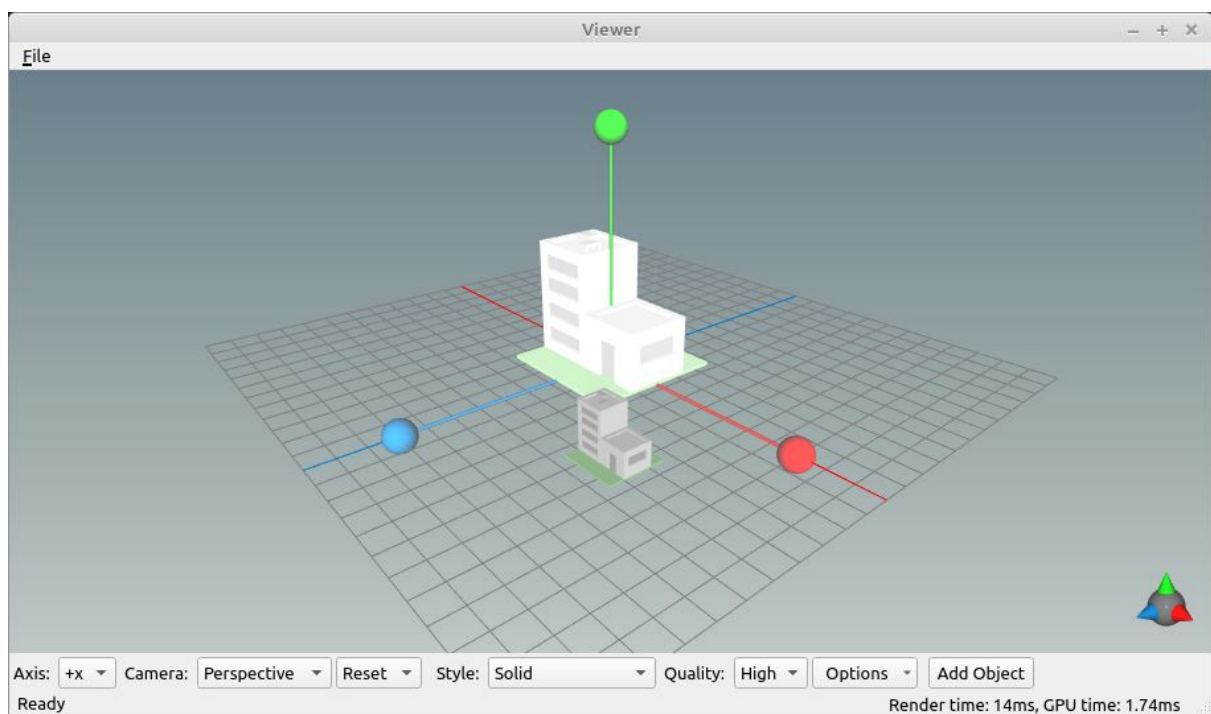 Viewer
File
Axis: +x Camera: Perspective Reset Style: Solid Quality: High Options Add Object
Ready Render time: 14ms, GPU time: 1.74ms